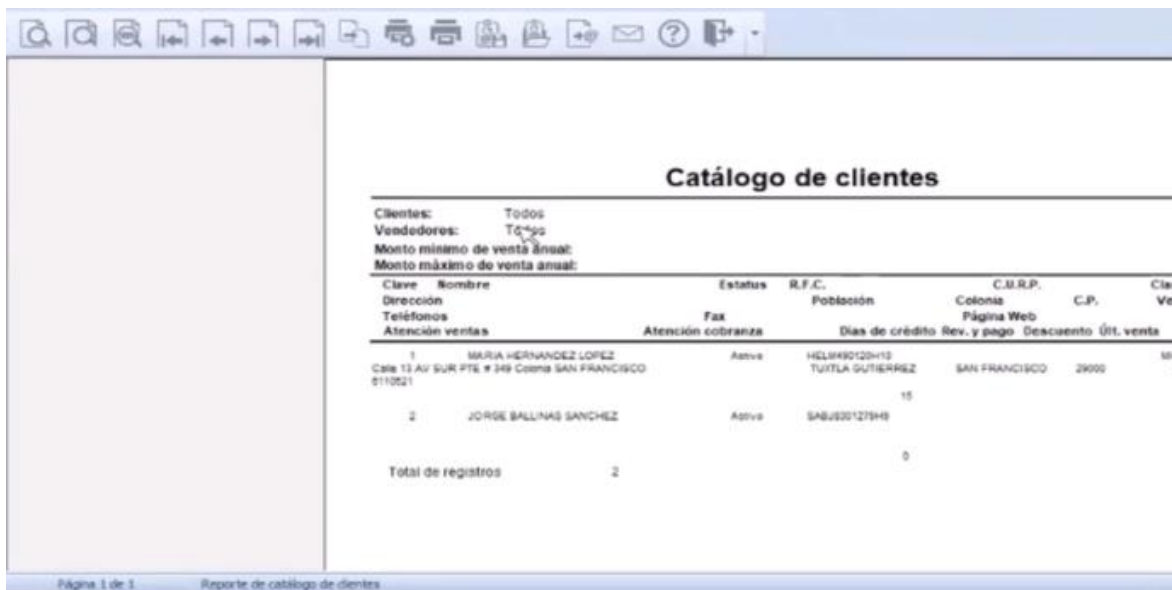 Catálogo de clientes
Clientes: Todos
Vendedores: Todos
Monto mínimo de venta anual:
Monto máximo de venta anual:
Clave Nombre Estatus R.F.C. C.U.R.P.
Dirección Población Colonia C.P.
Teléfonos Fax Página Web
Atención ventas Atención cobranza Días de crédito Rev. y pago Descuento Últ. venta
1 MARIA HERNANDEZ LOPEZ Activo
Calle 13 AV SUR PTE # 349 Colonia SAN FRANCISCO TUXTLA GUTIERREZ SAN FRANCISCO 29000
6110521
15
2 JORGE BALLINAS SANCHEZ Activo
0
Total de registros 2
Página 1 de 1 Reporte de catálogo de clientes